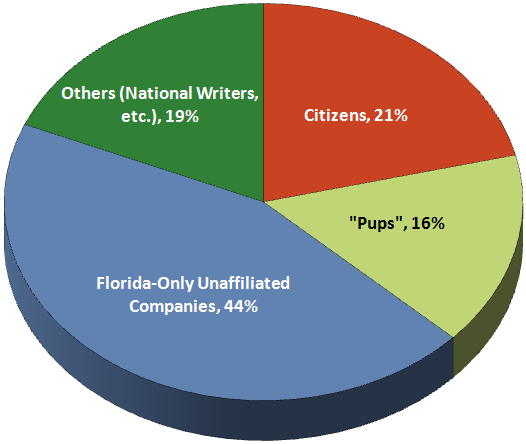 Others (National Writers,
etc.), 19%
Citizens, 21%
"Pups", 16%
Florida-Only Unaffiliated
Companies, 44%